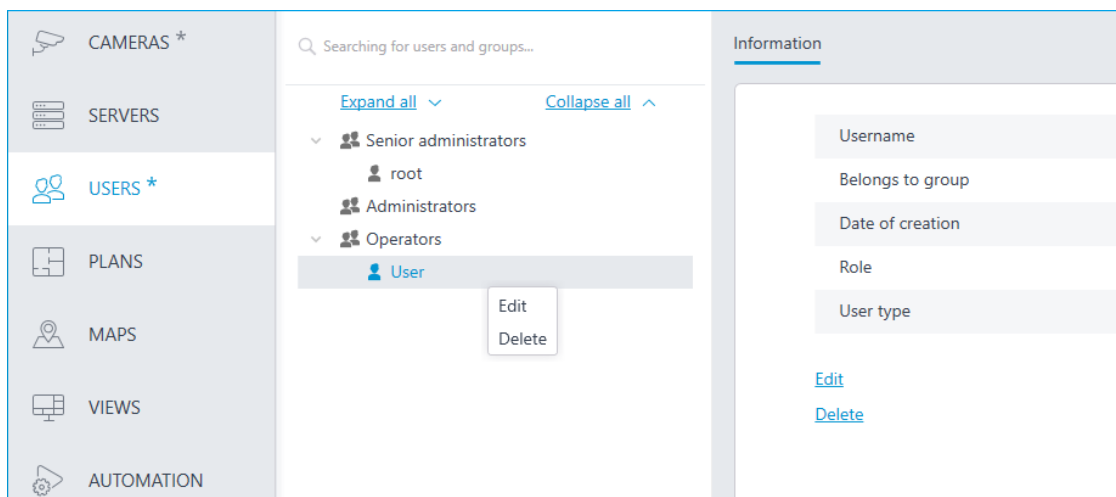 CAMERAS *
SERVERS
USERS *
PLANS
MAPS
VIEWS
AUTOMATION
Searching for users and groups...
Expand all
Collapse all
Senior administrators
root
Administrators
Operators
User
Edit
Delete
Information
Username
Belongs to group
Date of creation
Role
User type
Edit
Delete